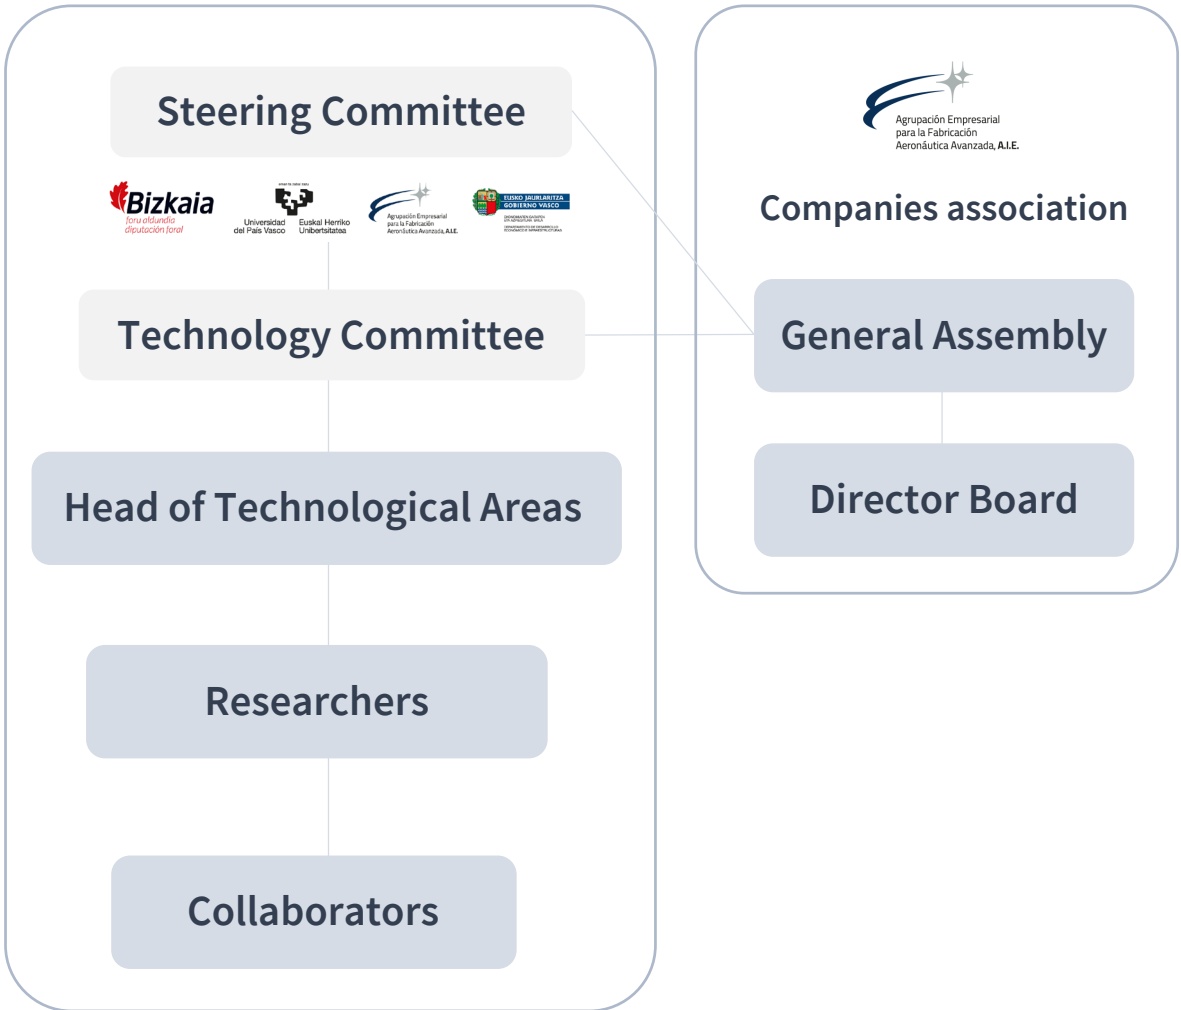 Steering Committee
Bizkaia
foru aldundia
diputación foral
Universidad
del País Vasco
Euskal Herriko
Unibertsitatea
Agrupación Empresarial
para la Fabricación
Aeronáutica Avanzada, A.I.E.
EUSKO JAURLARITZA
GOBIERNO VASCO
Technology Committee
Head of Technological Areas
Researchers
Collaborators
Agrupación Empresarial
para la Fabricación
Aeronáutica Avanzada, A.I.E.
Companies association
General Assembly
Director Board